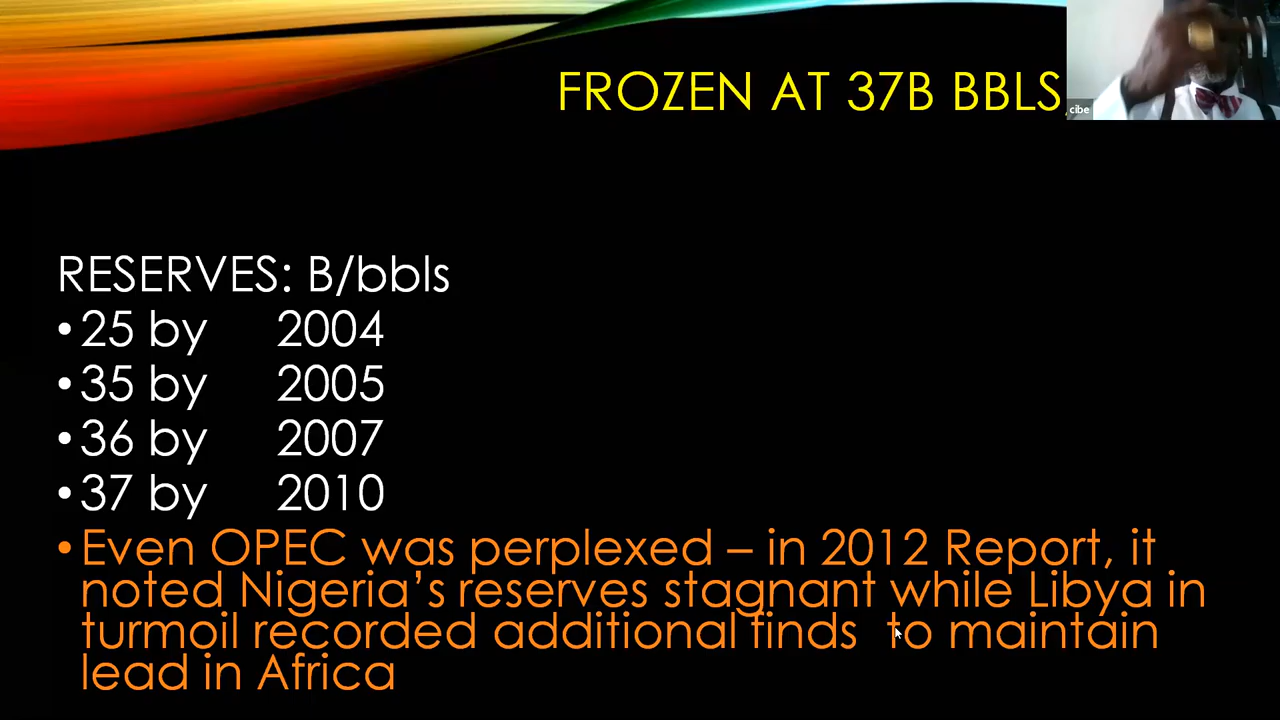 FROZEN AT 37B BBLS,
cibe
RESERVES: B/bbls
•25 by 2004
•35 by 2005
•36 by 2007
•37 by 2010
•Even OPEC was perplexed – in 2012 Report, it
noted Nigeria’s reserves stagnant while Libya in
turmoil recorded additional finds to maintain
lead in Africa